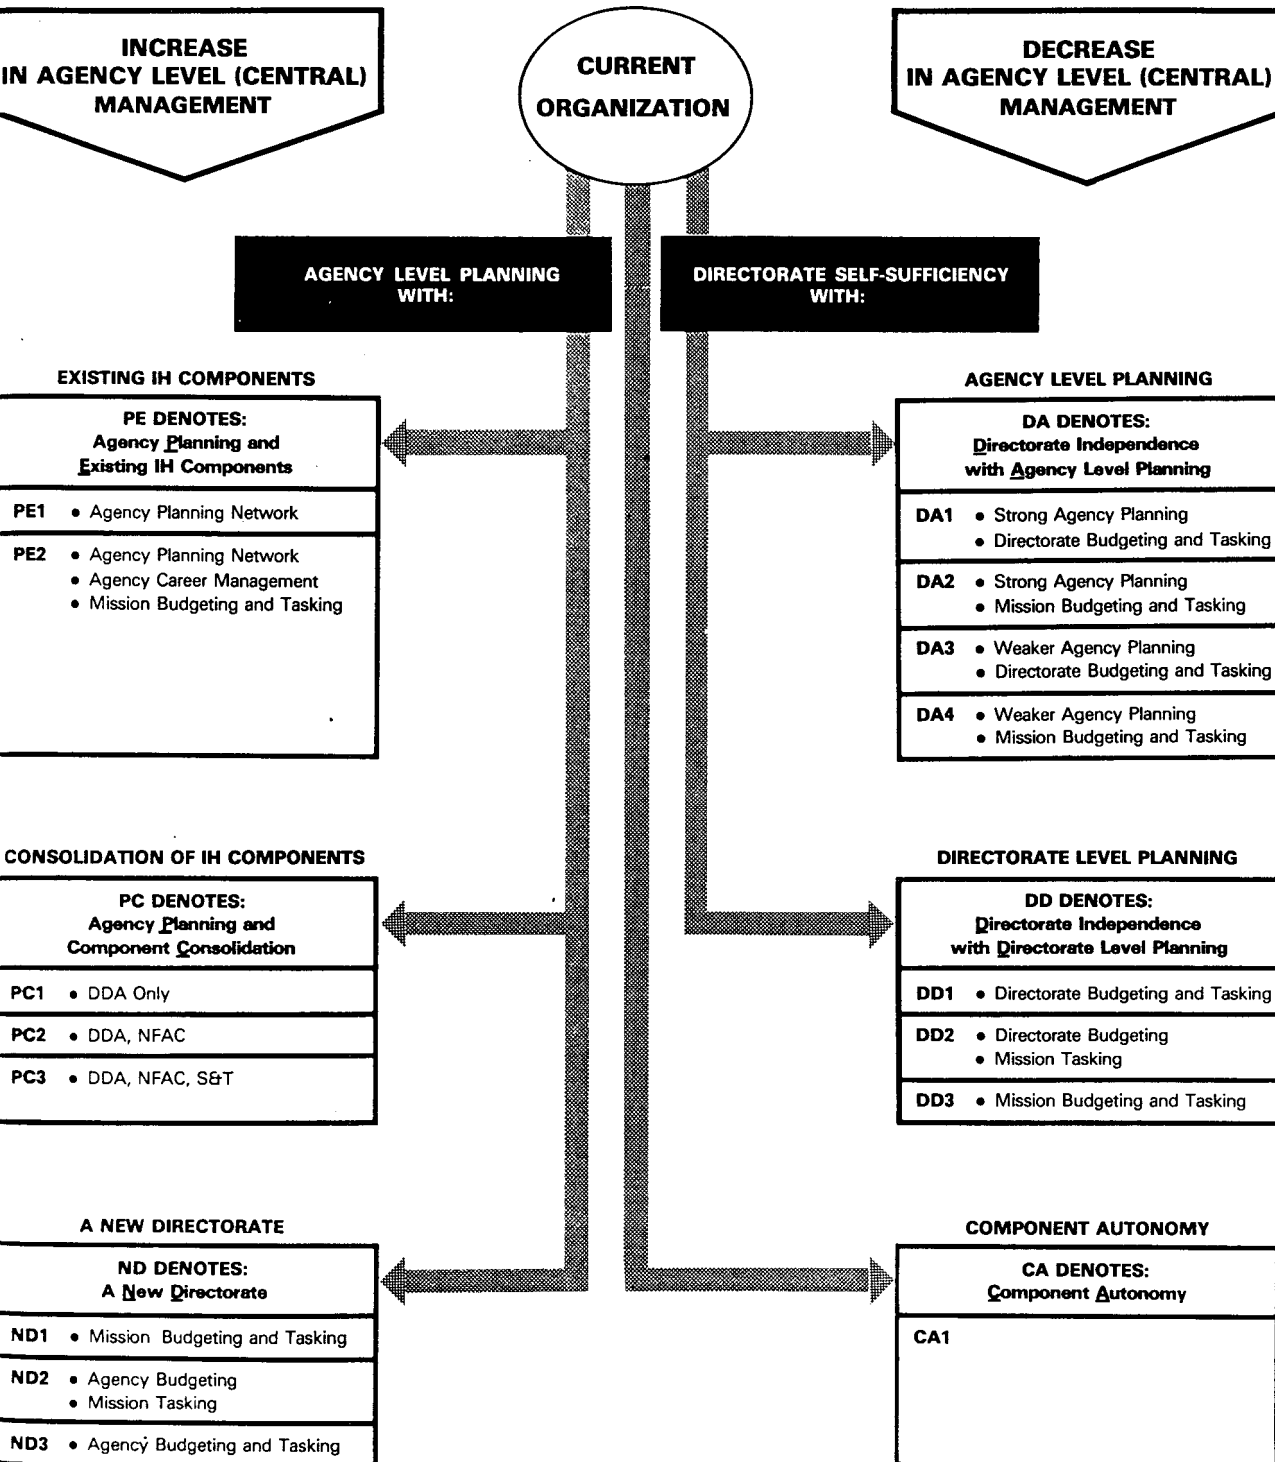 INCREASE
IN AGENCY LEVEL (CENTRAL)
MANAGEMENT
CURRENT
ORGANIZATION
DECREASE
IN AGENCY LEVEL (CENTRAL)
MANAGEMENT
AGENCY LEVEL PLANNING
WITH:
DIRECTORATE SELF-SUFFICIENCY
WITH:
EXISTING IH COMPONENTS
PE DENOTES:
Agency Planning and
Existing IH Components
PE1 • Agency Planning Network
PE2 • Agency Planning Network
• Agency Career Management
• Mission Budgeting and Tasking
AGENCY LEVEL PLANNING
DA DENOTES:
Directorate Independence
with Agency Level Planning
DA1 • Strong Agency Planning
• Directorate Budgeting and Tasking
DA2 • Strong Agency Planning
• Mission Budgeting and Tasking
DA3 • Weaker Agency Planning
• Directorate Budgeting and Tasking
DA4 • Weaker Agency Planning
• Mission Budgeting and Tasking
CONSOLIDATION OF IH COMPONENTS
PC DENOTES:
Agency Planning and
Component Consolidation
PC1 • DDA Only
PC2 • DDA, NFAC
PC3 • DDA, NFAC, S&T
DIRECTORATE LEVEL PLANNING
DD DENOTES:
Directorate Independence
with Directorate Level Planning
DD1 • Directorate Budgeting and Tasking
DD2 • Directorate Budgeting
• Mission Tasking
DD3 • Mission Budgeting and Tasking
A NEW DIRECTORATE
ND DENOTES:
A New Directorate
ND1 • Mission Budgeting and Tasking
ND2 • Agency Budgeting
• Mission Tasking
ND3 • Agency Budgeting and Tasking
COMPONENT AUTONOMY
CA DENOTES:
Component Autonomy
CA1